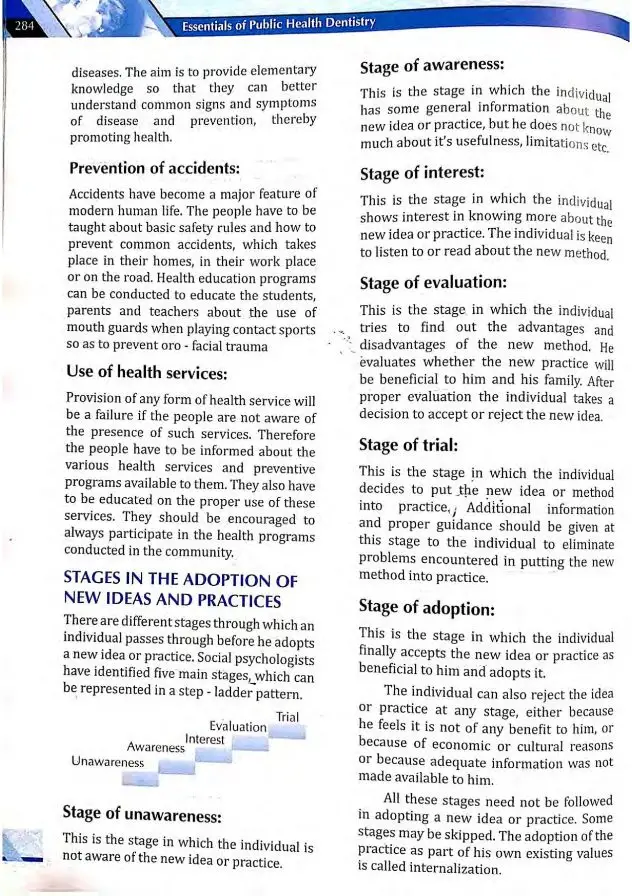 284
Essentials of Public Health Dentistry
diseases. The aim is to provide elementary
knowledge so that they can better
understand common signs and symptoms
of disease and prevention, thereby
promoting health.
Prevention of accidents:
Accidents have become a major feature of
modern human life. The people have to be
taught about basic safety rules and how to
prevent common accidents, which takes
place in their homes, in their work place
or on the road. Health education programs
can be conducted to educate the students,
parents and teachers about the use of
mouth guards when playing contact sports
so as to prevent oro - facial trauma
Use of health services:
Provision of any form of health service will
be a failure if the people are not aware of
the presence of such services. Therefore
the people have to be informed about the
various health services and preventive
programs available to them. They also have
to be educated on the proper use of these
services. They should be encouraged to
always participate in the health programs
conducted in the community.
STAGES IN THE ADOPTION OF
NEW IDEAS AND PRACTICES
There are different stages through which an
individual passes through before he adopts
a new idea or practice. Social psychologists
have identified five main stages, which can
be represented in a step - ladder pattern.
Trial
Evaluation
Interest
Awareness
Unawareness
Stage of unawareness:
This is the stage in which the individual is
not aware of the new idea or practice.
Stage of awareness:
This is the stage in which the individual
has some general information about the
new idea or practice, but he does not know
much about it's usefulness, limitations etc.
Stage of interest:
This is the stage in which the individual
shows interest in knowing more about the
new idea or practice. The individual is keen
to listen to or read about the new method.
Stage of evaluation:
This is the stage in which the individual
tries to find out the advantages and
disadvantages of the new method. He
evaluates whether the new practice will
be beneficial to him and his family. After
proper evaluation the individual takes a
decision to accept or reject the new idea.
Stage of trial:
This is the stage in which the individual
decides to put the new idea or method
into practice, Additional information
and proper guidance should be given at
this stage to the individual to eliminate
problems encountered in putting the new
method into practice.
Stage of adoption:
This is the stage in which the individual
finally accepts the new idea or practice as
beneficial to him and adopts it.
The individual can also reject the idea
or practice at any stage, either because
he feels it is not of any benefit to him, or
because of economic or cultural reasons
or because adequate information was not
made available to him.
All these stages need not be followed
in adopting a new idea or practice. Some
stages may be skipped. The adoption of the
practice as part of his own existing values
is called internalization.